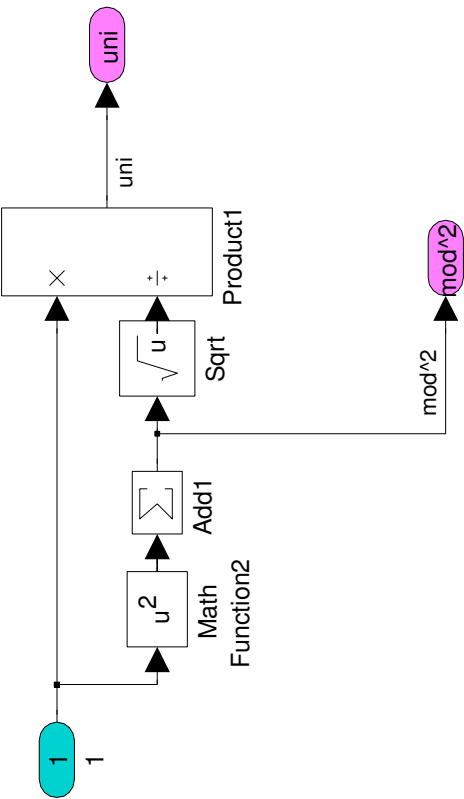 1
1
u²
Math
Function2
Σ
Add1
√u
Sqrt
×
÷
Product1
uni
uni
mod^2
mod^2